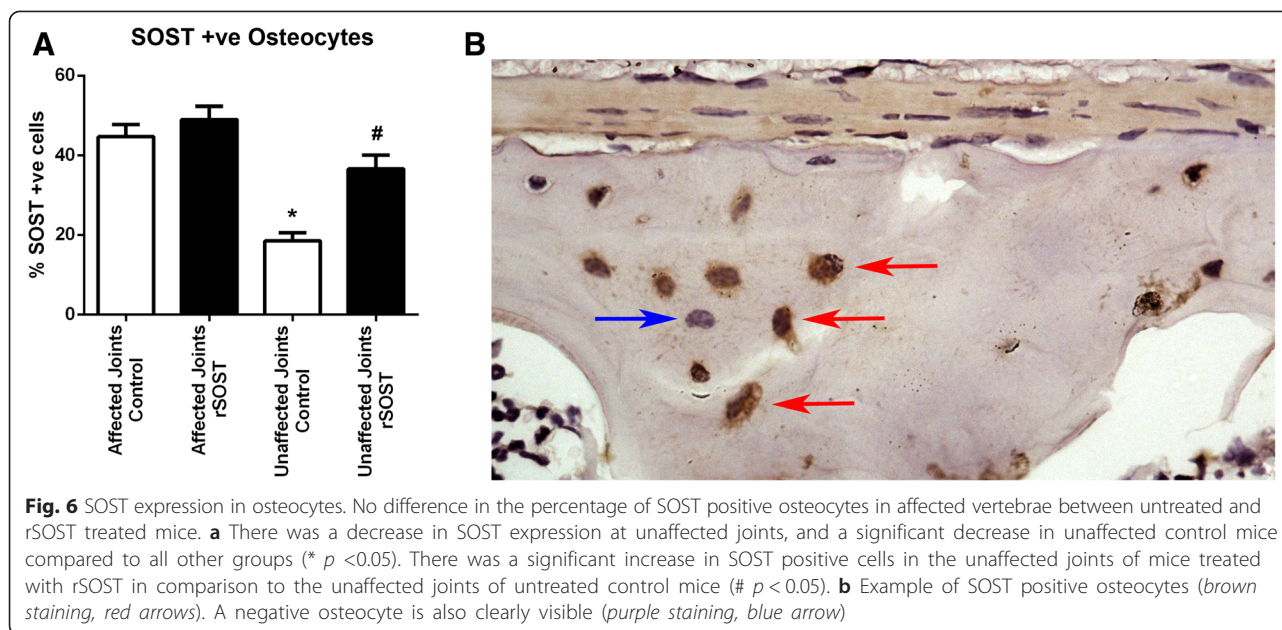 A
SOST +ve Osteocytes
% SOST +ve cells
60
40
20
0
*
#
Affected Joints
Control
Affected Joints
rSOST
Unaffected Joints
Control
Unaffected Joints
rSOST
B
Fig. 6 SOST expression in osteocytes. No difference in the percentage of SOST positive osteocytes in affected vertebrae between untreated and
rSOST treated mice. a There was a decrease in SOST expression at unaffected joints, and a significant decrease in unaffected control mice
compared to all other groups (* p <0.05). There was a significant increase in SOST positive cells in the unaffected joints of mice treated
with rSOST in comparison to the unaffected joints of untreated control mice (# p < 0.05). b Example of SOST positive osteocytes (brown
staining, red arrows). A negative osteocyte is also clearly visible (purple staining, blue arrow)